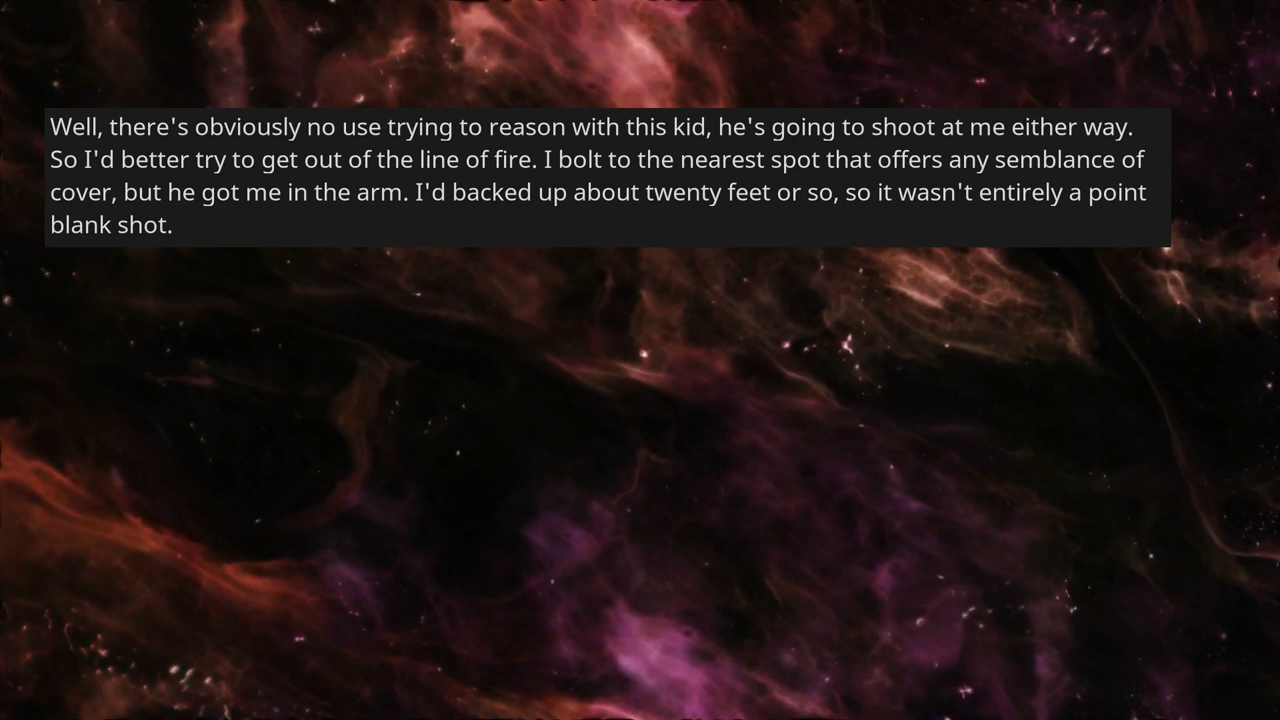 Well, there's obviously no use trying to reason with this kid, he's going to shoot at me either way.
So I'd better try to get out of the line of fire. I bolt to the nearest spot that offers any semblance of
cover, but he got me in the arm. I'd backed up about twenty feet or so, so it wasn't entirely a point
blank shot.